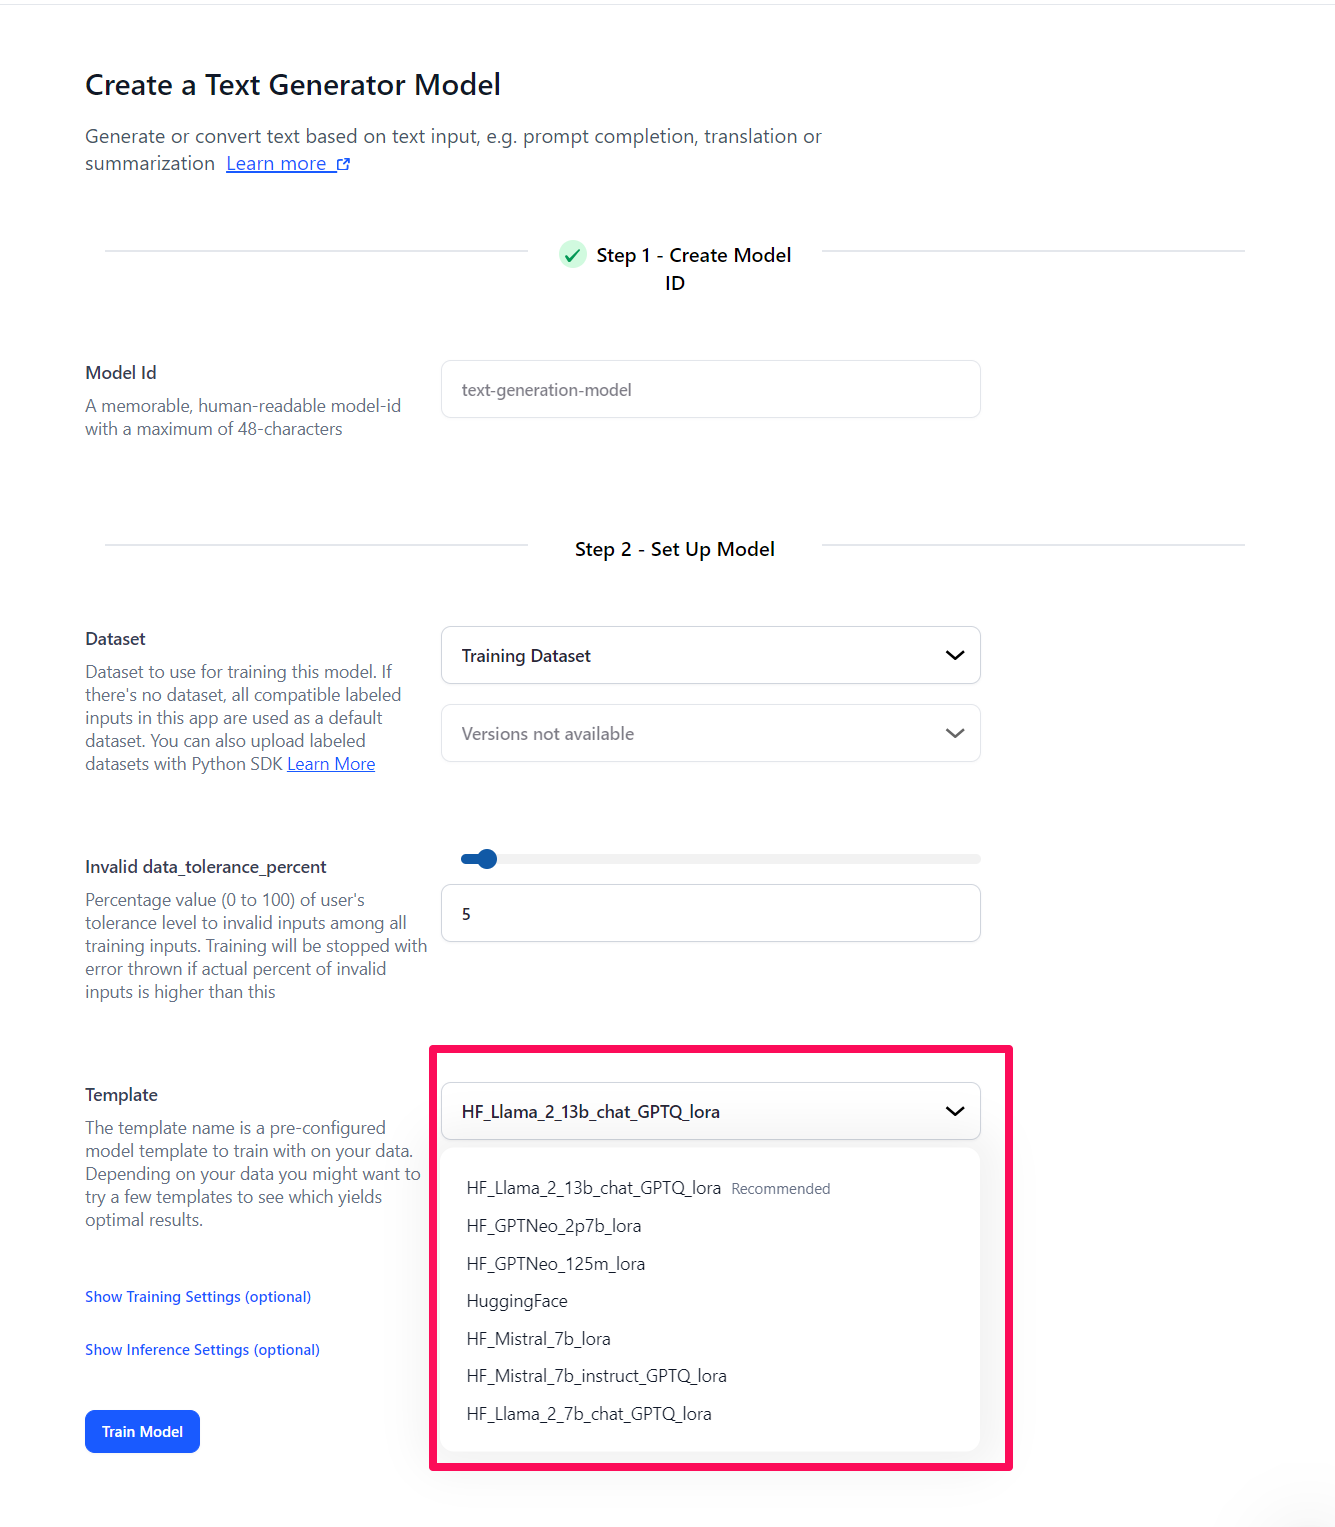 Create a Text Generator Model
Generate or convert text based on text input, e.g. prompt completion, translation or
summarization Learn more
Step 1 - Create Model
ID
Model Id
A memorable, human-readable model-id
with a maximum of 48-characters
text-generation-model
Step 2 - Set Up Model
Dataset
Dataset to use for training this model. If
there's no dataset, all compatible labeled
inputs in this app are used as a default
dataset. You can also upload labeled
datasets with Python SDK Learn More
Training Dataset
Versions not available
Invalid data_tolerance_percent
Percentage value (0 to 100) of user's
tolerance level to invalid inputs among all
training inputs. Training will be stopped with
error thrown if actual percent of invalid
inputs is higher than this
5
Template
The template name is a pre-configured
model template to train with on your data.
Depending on your data you might want to
try a few templates to see which yields
optimal results.
HF_Llama_2_13b_chat_GPTQ_lora
HF_Llama_2_13b_chat_GPTQ_lora Recommended
HF_GPTNeo_2p7b_lora
HF_GPTNeo_125m_lora
HuggingFace
HF_Mistral_7b_lora
HF_Mistral_7b_instruct_GPTQ_lora
HF_Llama_2_7b_chat_GPTQ_lora
Show Training Settings (optional)
Show Inference Settings (optional)
Train Model